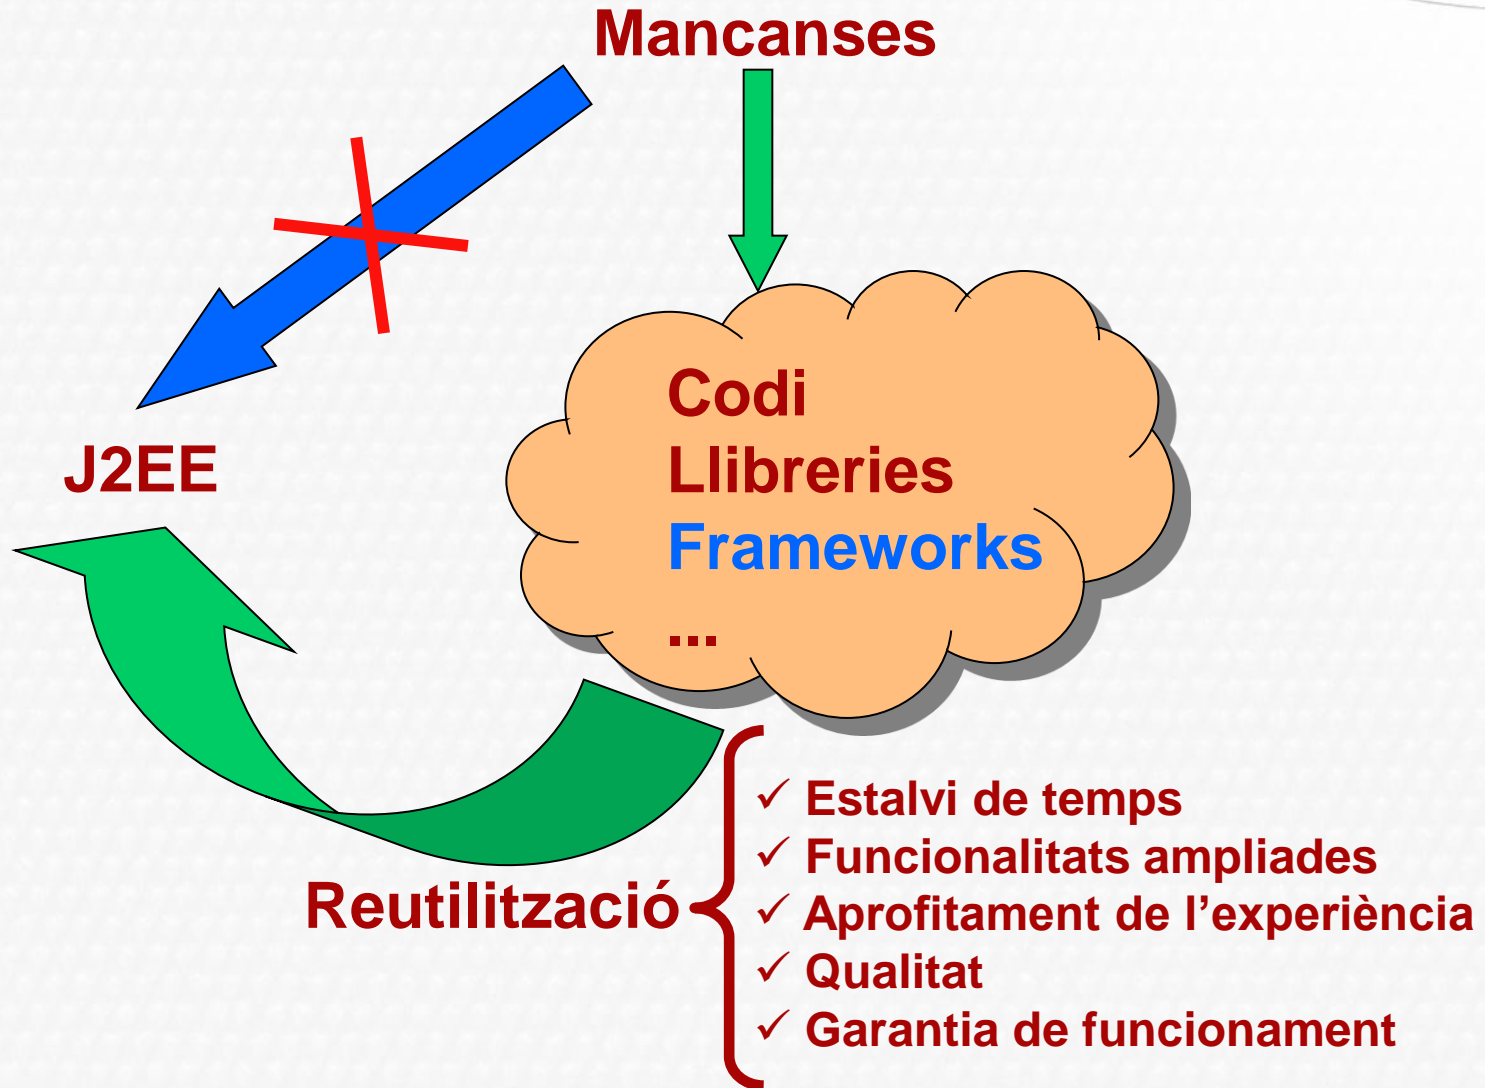 Mancanses
Codi
J2EE
Llibreries
Frameworks
...
Estalvi de temps
Funcionalitats ampliades
Reutilització
Aprofitament de l’experiència
Qualitat
Garantia de funcionament